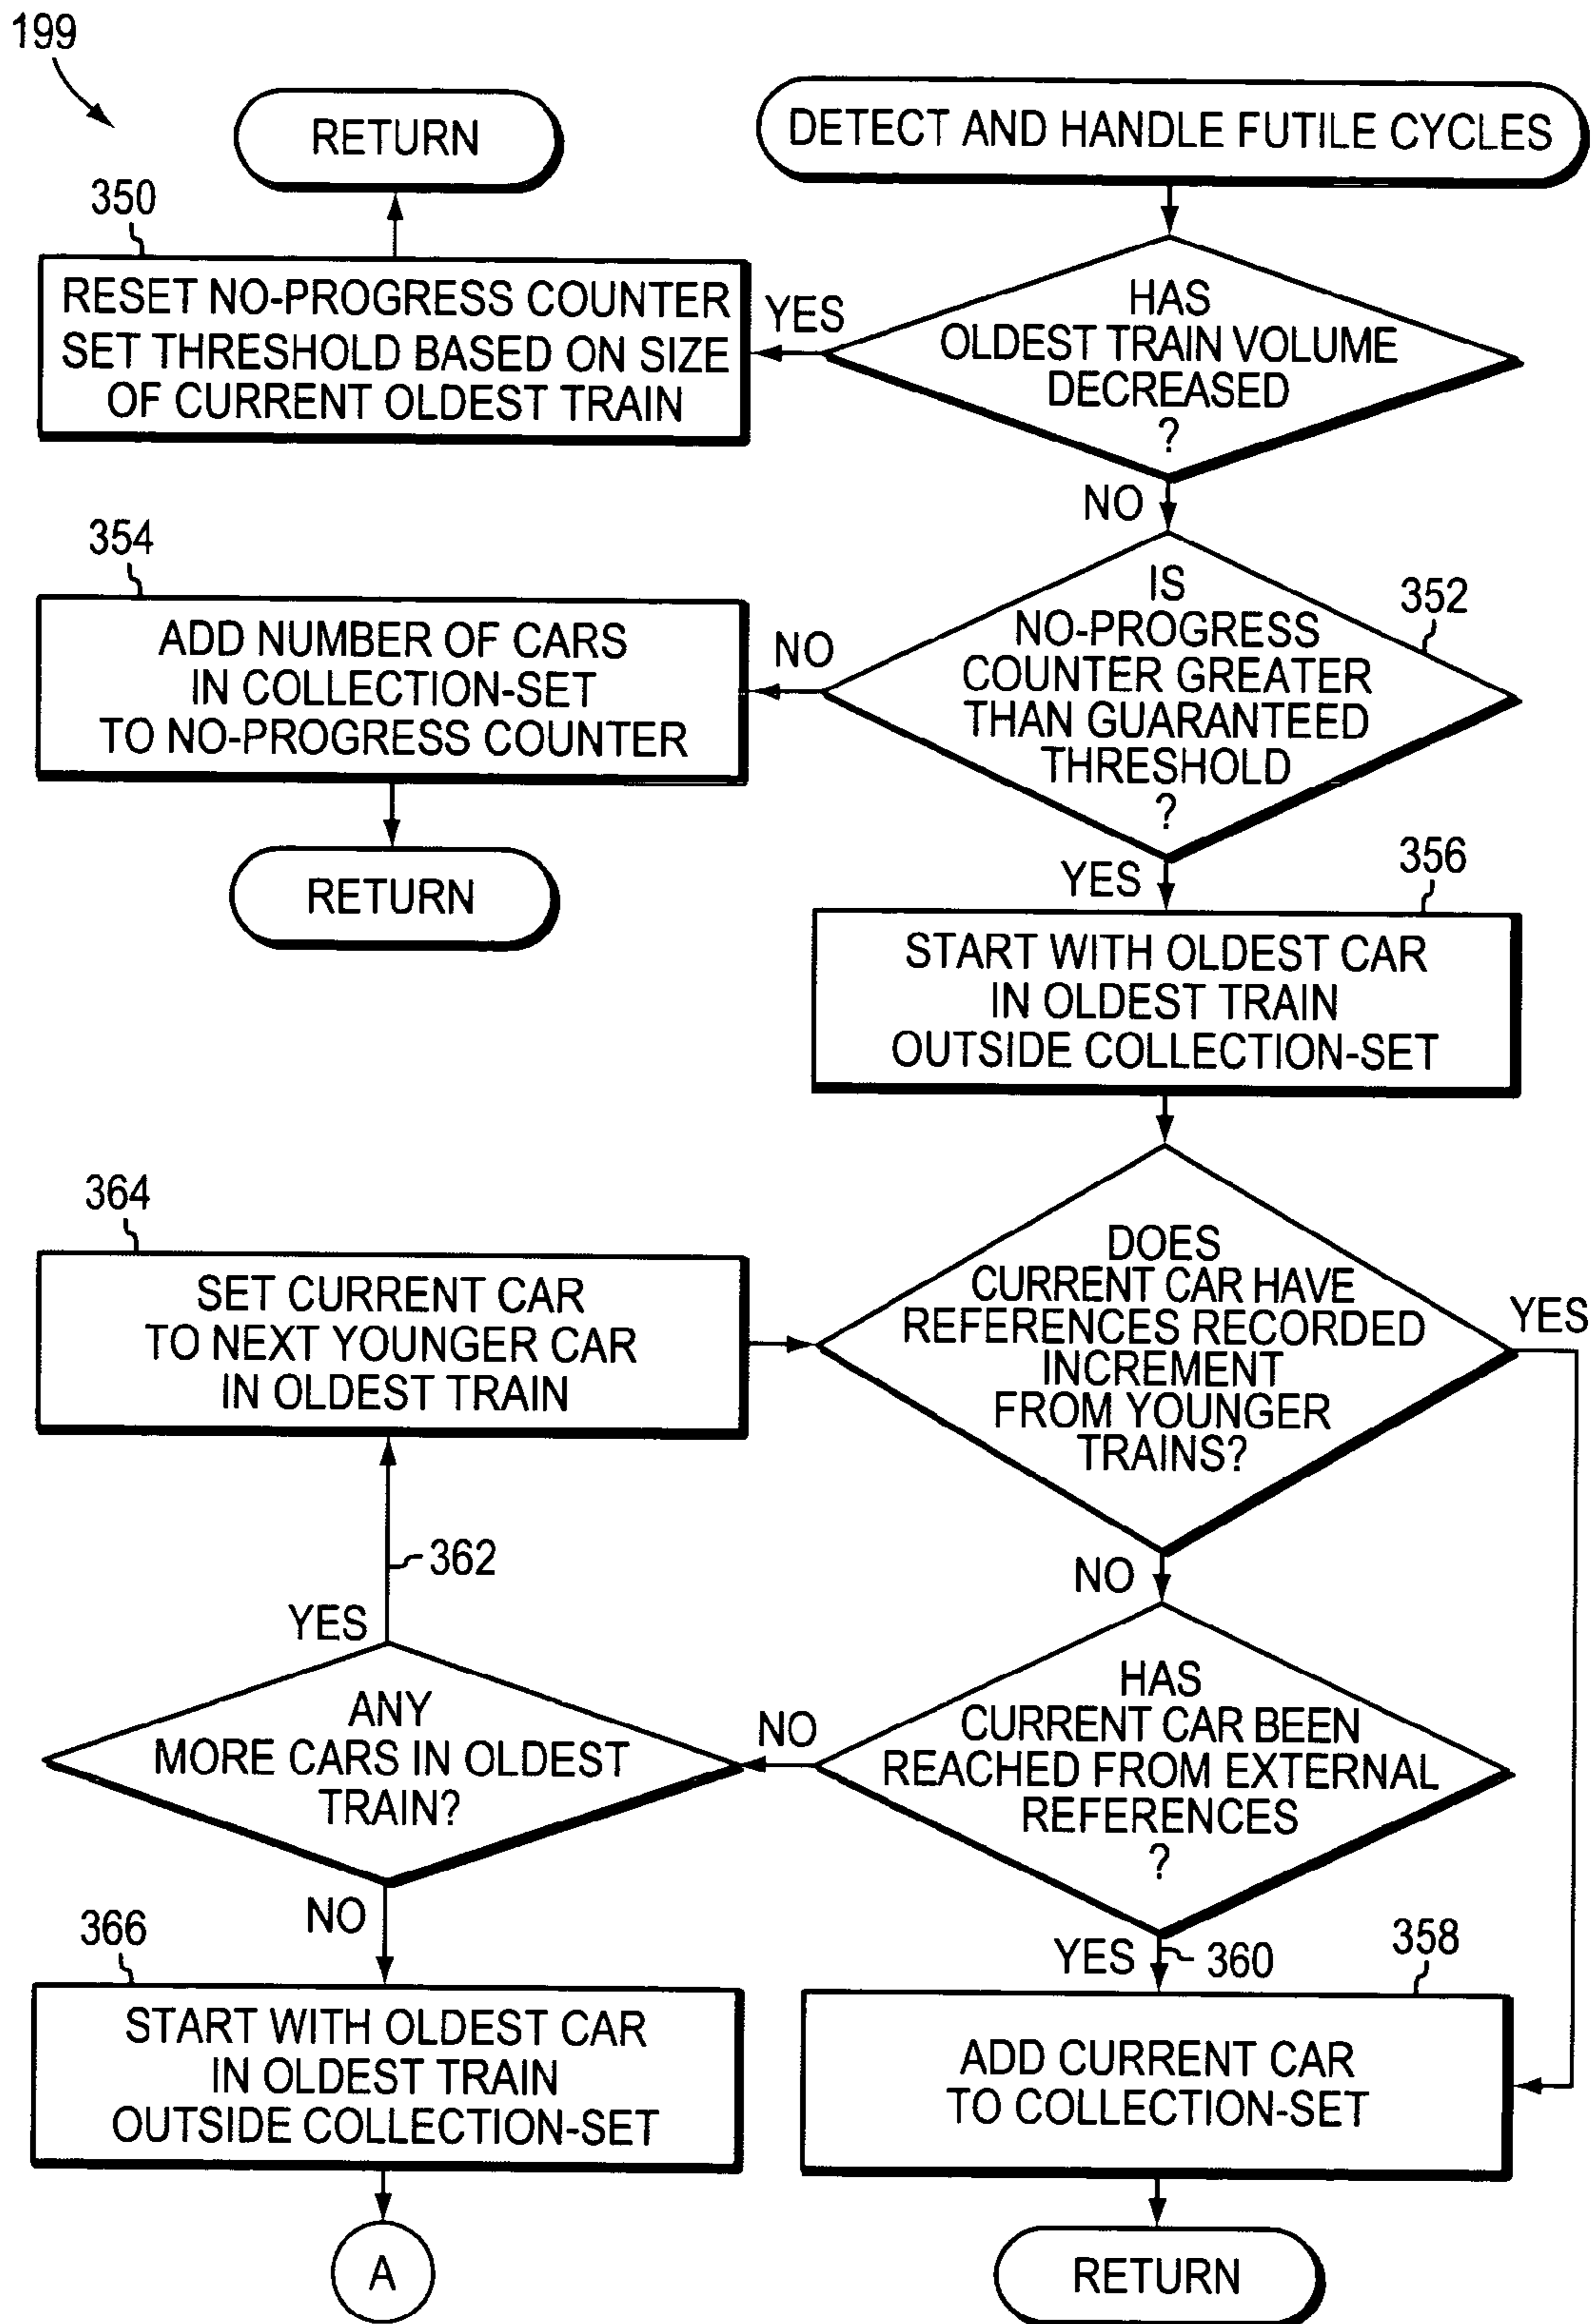 199
RETURN
DETECT AND HANDLE FUTILE CYCLES
350
RESET NO-PROGRESS COUNTER
SET THRESHOLD BASED ON SIZE
OF CURRENT OLDEST TRAIN
YES
HAS
OLDEST TRAIN VOLUME
DECREASED
?
NO
354
ADD NUMBER OF CARS
IN COLLECTION-SET
TO NO-PROGRESS COUNTER
NO
IS
NO-PROGRESS
COUNTER GREATER
THAN GUARANTEED
THRESHOLD
?
352
RETURN
YES
356
START WITH OLDEST CAR
IN OLDEST TRAIN
OUTSIDE COLLECTION-SET
364
SET CURRENT CAR
TO NEXT YOUNGER CAR
IN OLDEST TRAIN
DOES
CURRENT CAR HAVE
REFERENCES RECORDED
INCREMENT
FROM YOUNGER
TRAINS?
YES
362
NO
YES
ANY
MORE CARS IN OLDEST
TRAIN?
NO
HAS
CURRENT CAR BEEN
REACHED FROM EXTERNAL
REFERENCES
?
NO
YES
360
358
366
START WITH OLDEST CAR
IN OLDEST TRAIN
OUTSIDE COLLECTION-SET
ADD CURRENT CAR
TO COLLECTION-SET
A
RETURN